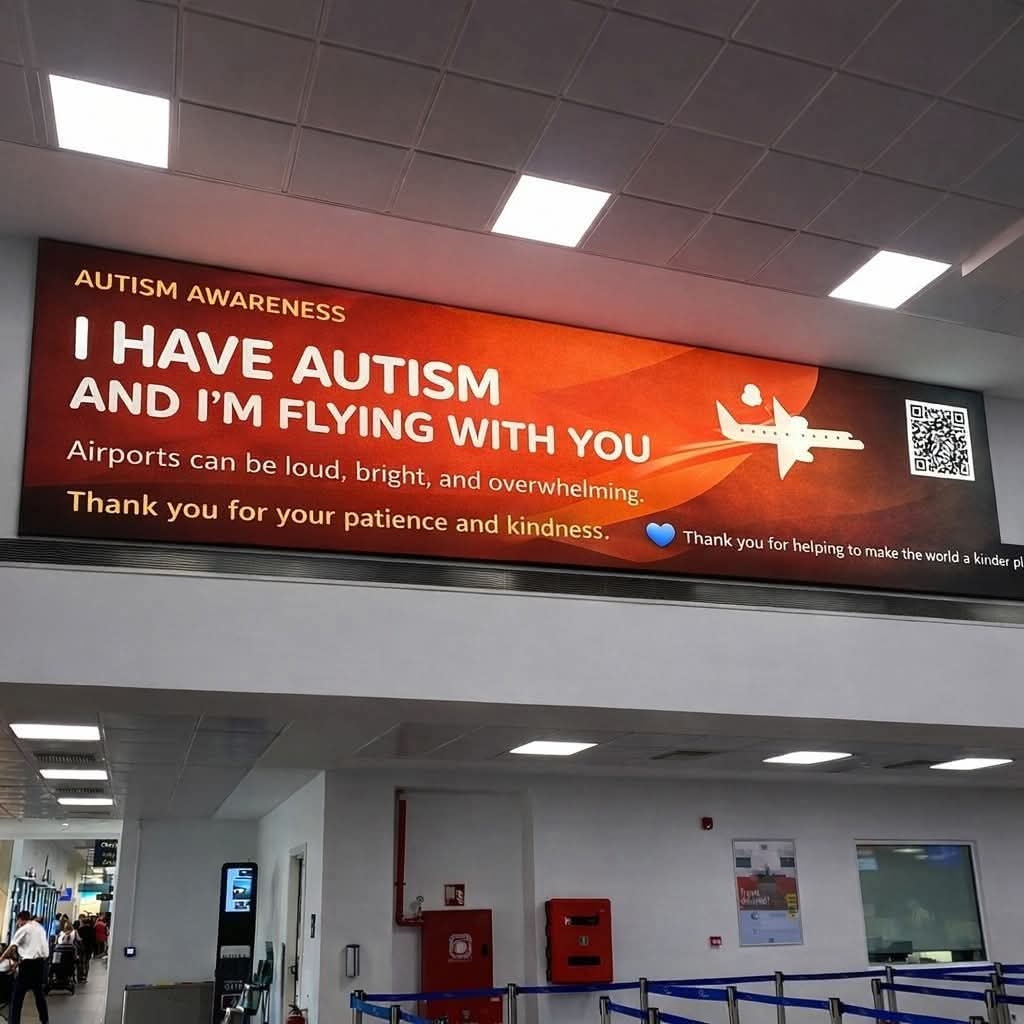 AUTISM AWARENESS
I HAVE AUTISM
AND I'M FLYING WITH YOU
Airports can be loud, bright, and overwhelming.
Thank you for your patience and kindness.
💙 Thank you for helping to make the world a kinder pl